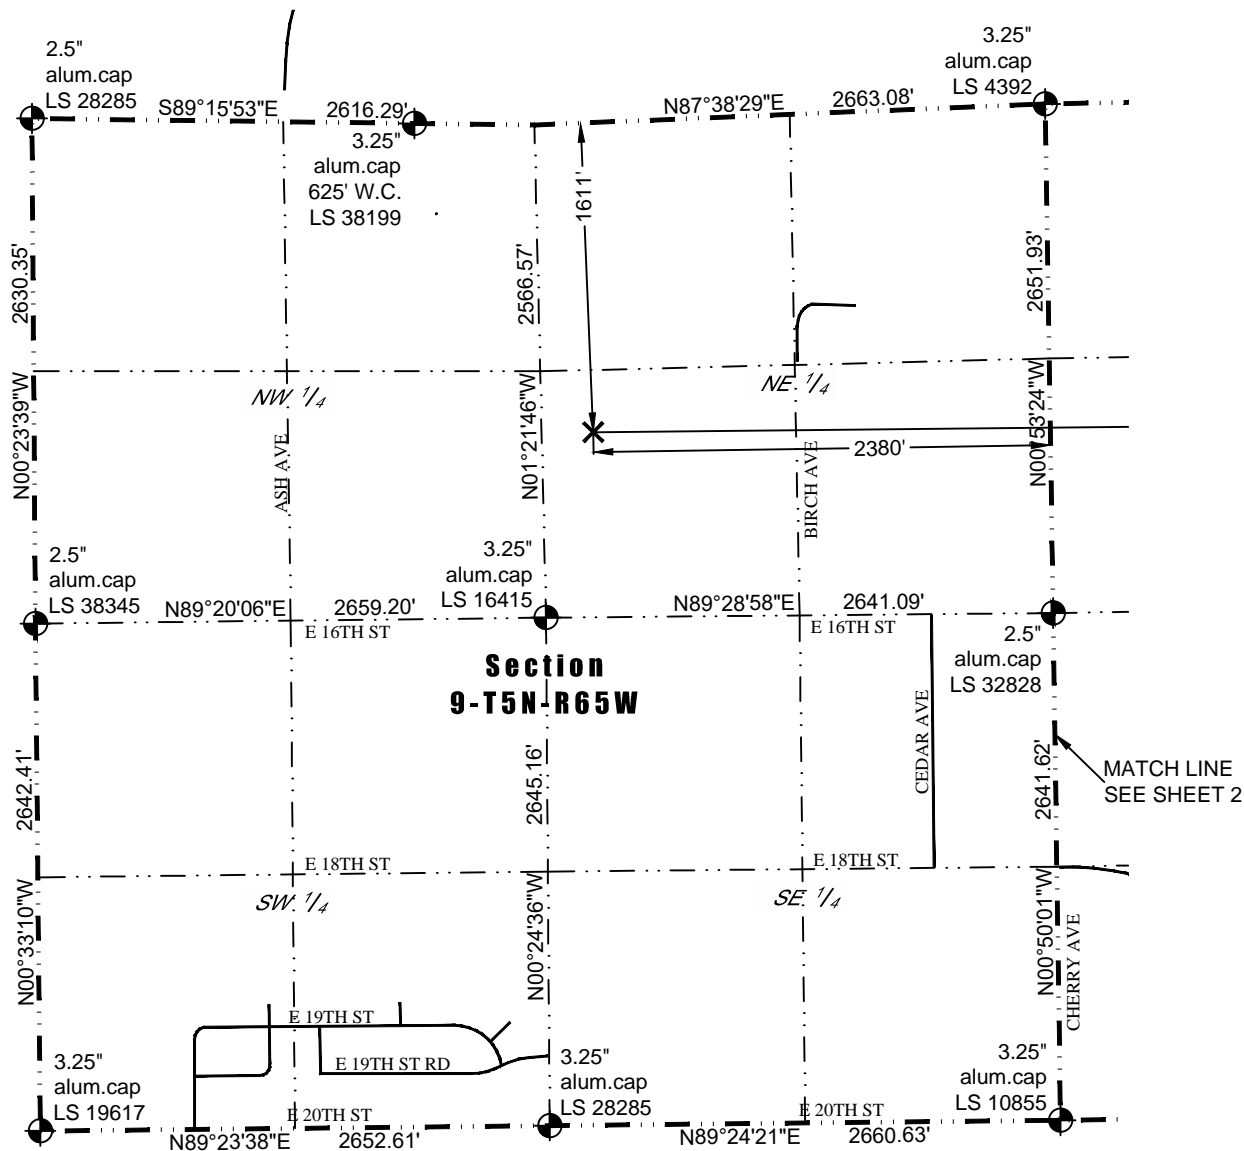 2.5"
alum.cap
LS 28285
S89°15'53"E
2616.29'
3.25"
alum.cap
625' W.C.
LS 38199
N87°38'29"E
2663.08'
3.25"
alum.cap
LS 4392
1611'
2630.35'
2566.57'
2651.93'
NW 1/4
NE 1/4
N00°23'39"W
ASH AVE
N01°21'46"W
2380'
BIRCH AVE
N00°53'24"W
2.5"
alum.cap
LS 38345
N89°20'06"E
2659.20'
3.25"
alum.cap
LS 16415
N89°28'58"E
2641.09'
E 16TH ST
E 16TH ST
2.5"
alum.cap
LS 32828
Section
9-T5N-R65W
CEDAR AVE
2642.41'
2645.16'
2641.62'
MATCH LINE
SEE SHEET 2
E 18TH ST
E 18TH ST
SW 1/4
SE 1/4
N00°33'10"W
N00°24'36"W
N00°50'01"W
CHERRY AVE
E 19TH ST
E 19TH ST RD
3.25"
alum.cap
LS 19617
E 20TH ST
3.25"
alum.cap
LS 28285
E 20TH ST
3.25"
alum.cap
LS 10855
N89°23'38"E
2652.61'
N89°24'21"E
2660.63'